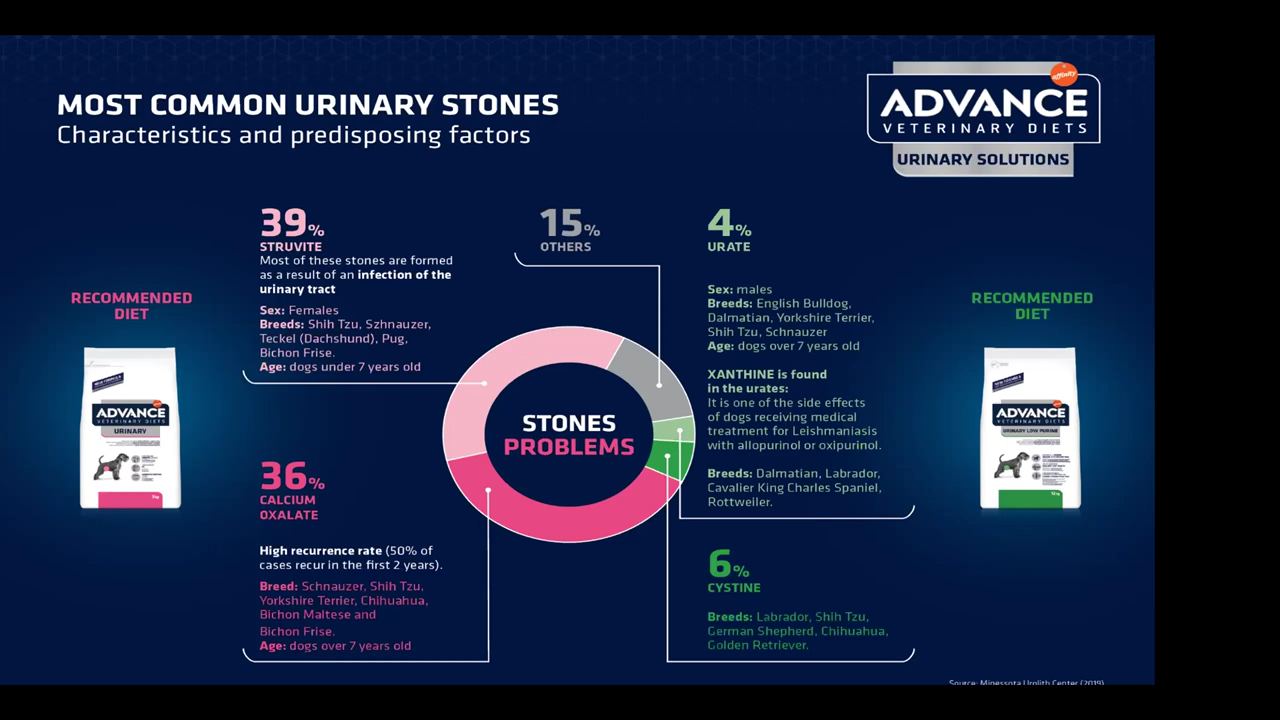 MOST COMMON URINARY STONES
Characteristics and predisposing factors
affinity
ADVANCE
VETERINARY DIETS
URINARY SOLUTIONS
39%
STRUVITE
Most of these stones are formed
as a result of an infection of the
urinary tract
Sex: Females
Breeds: Shih Tzu, Szhnauzer,
Teckel (Dachshund), Pug,
Bichon Frise.
Age: dogs under 7 years old
15%
OTHERS
4%
URATE
Sex: males
Breeds: English Bulldog,
Dalmatian, Yorkshire Terrier,
Shih Tzu, Schnauzer
Age: dogs over 7 years old
XANTHINE is found
in the urates:
It is one of the side effects
of dogs receiving medical
treatment for Leishmaniasis
with allopurinol or oxipurinol.
Breeds: Dalmatian, Labrador,
Cavalier King Charles Spaniel,
Rottweiler.
RECOMMENDED
DIET
ADVANCE
VETERINARY DIETS
URINARY
STONES
PROBLEMS
RECOMMENDED
DIET
ADVANCE
VETERINARY DIETS
URINARY LOW PURINE
36%
CALCIUM
OXALATE
High recurrence rate (50% of
cases recur in the first 2 years).
Breed: Schnauzer, Shih Tzu,
Yorkshire Terrier, Chihuahua,
Bichon Maltese and
Bichon Frise.
Age: dogs over 7 years old
6%
CYSTINE
Breeds: Labrador, Shih Tzu,
German Shepherd, Chihuahua,
Golden Retriever.
Source: Minessota Urolith Center (2019)